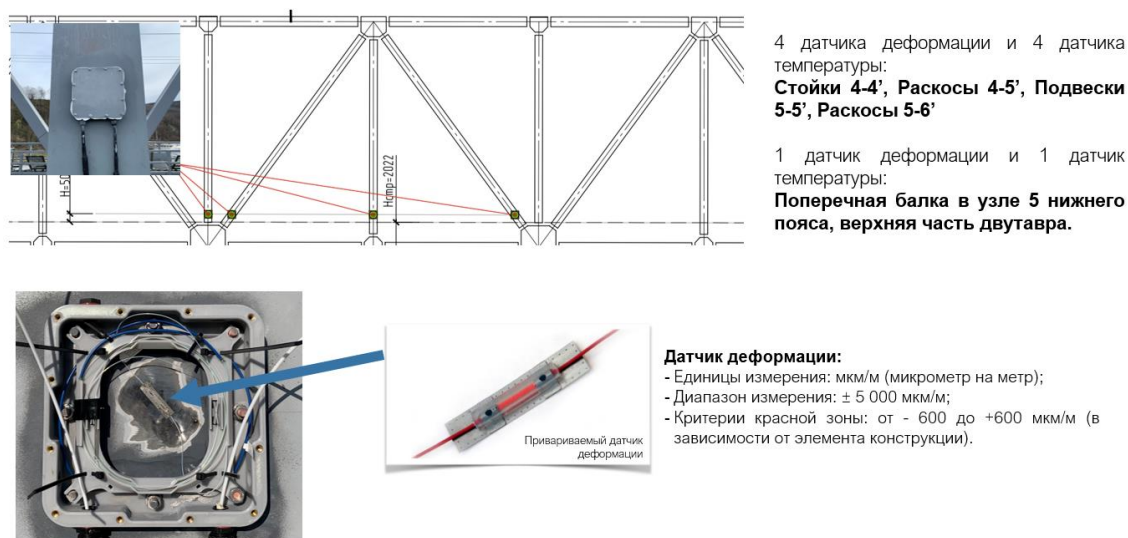 4 датчика деформации и 4 датчика
температуры:
Стойки 4-4’, Раскосы 4-5’, Подвески
5-5’, Раскосы 5-6’
1 датчик деформации и 1 датчик
температуры:
Поперечная балка в узле 5 нижнего
пояса, верхняя часть двутавра.
Hстр=2022
Привариваемый датчик
деформации
Датчик деформации:
- Единицы измерения: мкм/м (микрометр на метр);
- Диапазон измерения: ± 5 000 мкм/м;
- Критерии красной зоны: от - 600 до +600 мкм/м (в
зависимости от элемента конструкции).